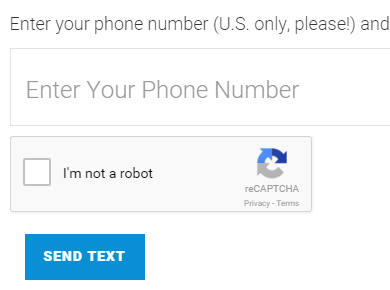 Enter your phone number (U.S. only, please!) and
Enter Your Phone Number
I'm not a robot
reCAPTCHA
Privacy - Terms
SEND TEXT